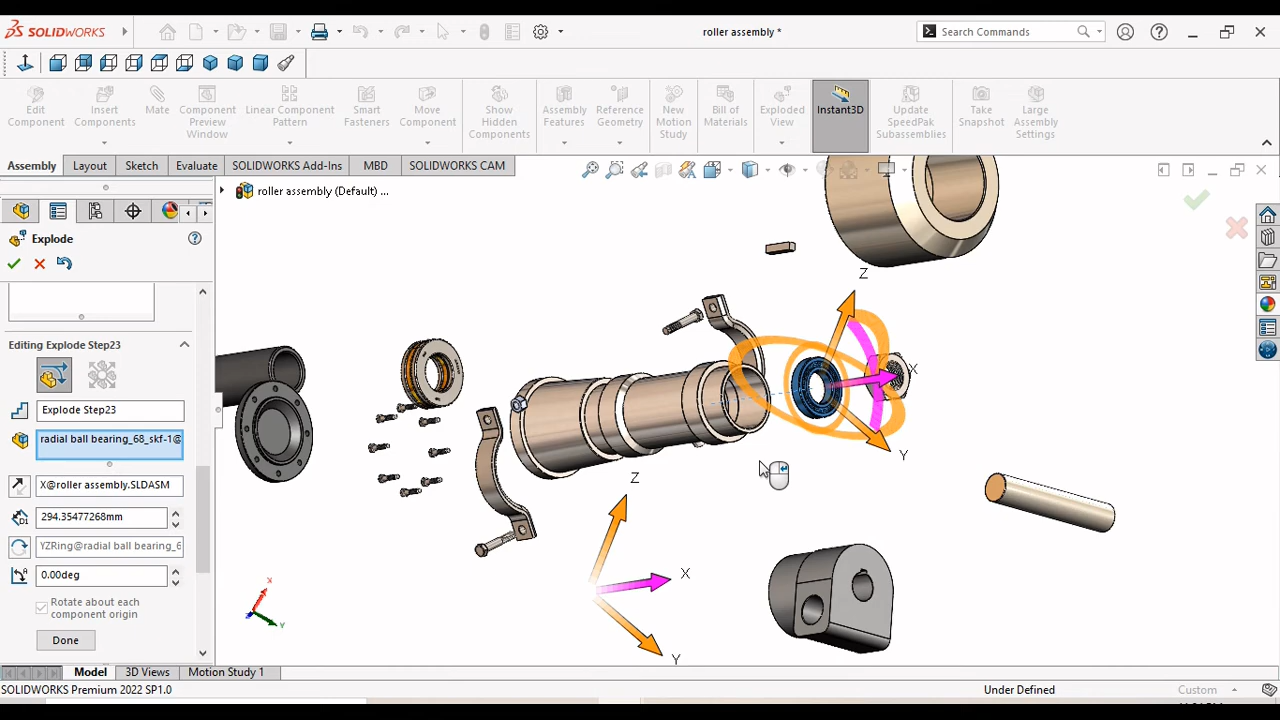 SOLIDWORKS
roller assembly *
Search Commands
Edit Component
Insert Components
Mate
Component Preview Window
Linear Component Pattern
Smart Fasteners
Move Component
Show Hidden Components
Assembly Features
Reference Geometry
New Motion Study
Bill of Materials
Exploded View
Instant3D
Update SpeedPak Subassemblies
Take Snapshot
Large Assembly Settings
Assembly
Layout
Sketch
Evaluate
SOLIDWORKS Add-Ins
MBD
SOLIDWORKS CAM
roller assembly (Default) ...
Explode
Editing Explode Step23
Explode Step23
radial ball bearing_68_skf-1@
X@roller assembly.SLDASM
294.35477268mm
YZRing@radial ball bearing_6
0.00deg
Rotate about each component origin
Done
Z
X
Y
Z
X
Y
X
Y
Model
3D Views
Motion Study 1
SOLIDWORKS Premium 2022 SP1.0
Under Defined
Custom